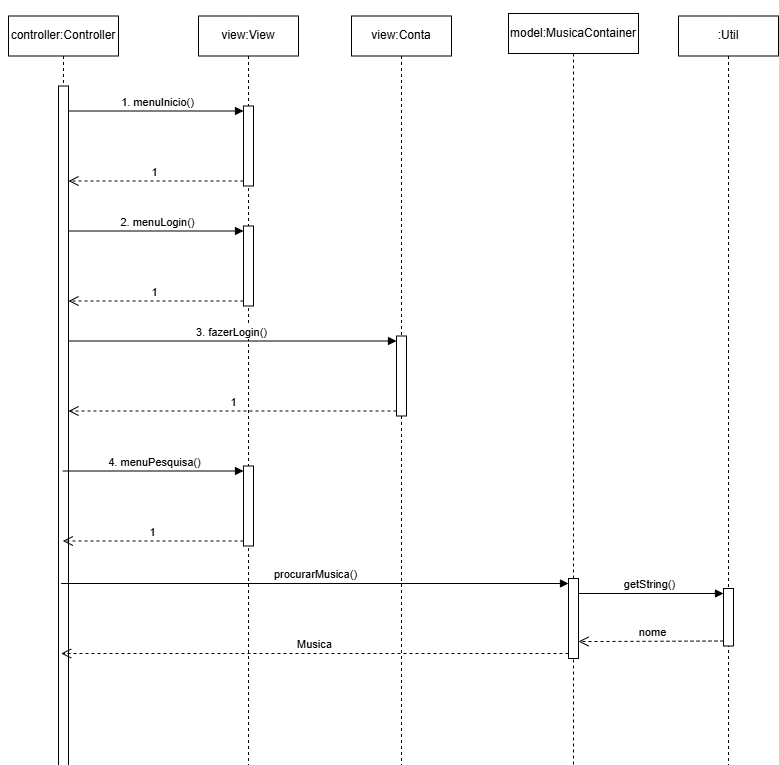 controller:Controller
view:View
view:Conta
model:MusicaContainer
:Util
1. menuInicio()
1
2. menuLogin()
1
3. fazerLogin()
1
4. menuPesquisa()
1
procurarMusica()
getString()
nome
Musica